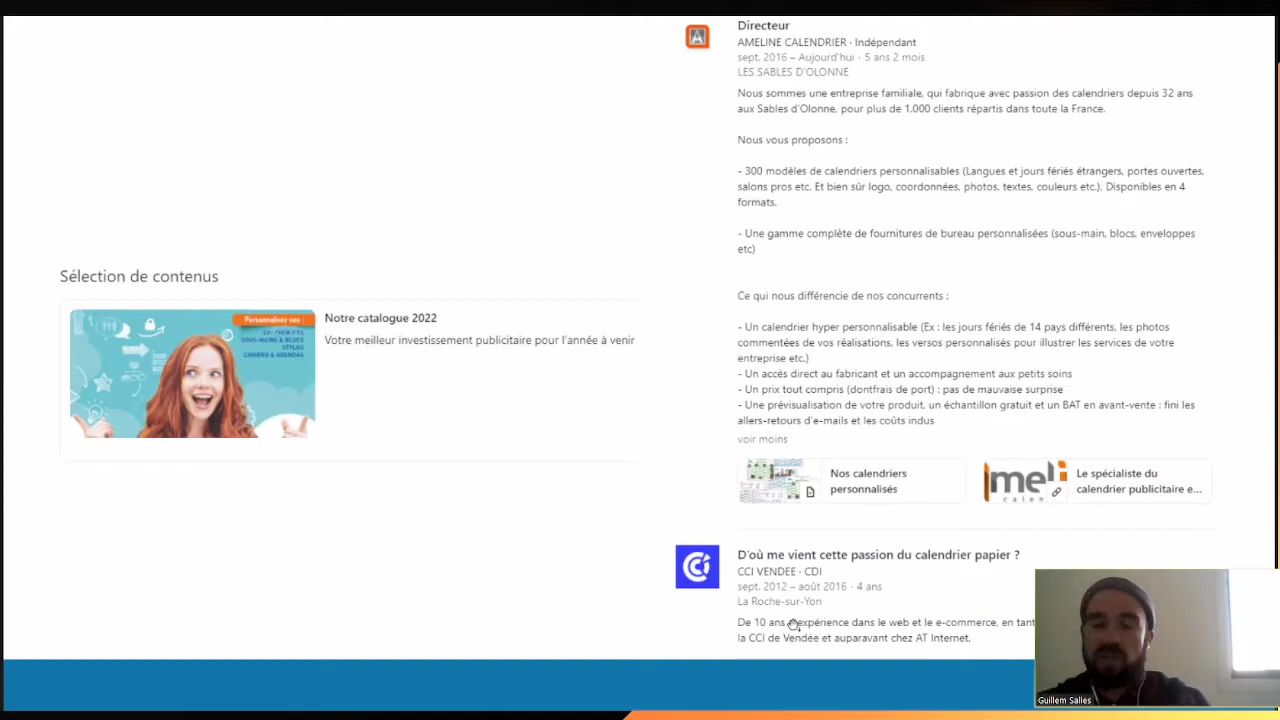 Sélection de contenus
Personnalisez vos :
CALENDRIERS
SOUS-MAINS & BLOCS
STYLOS
CAHIERS & AGENDAS
Notre catalogue 2022
Votre meilleur investissement publicitaire pour l'année à venir
Directeur
AMELINE CALENDRIER · Indépendant
sept. 2016 – Aujourd'hui · 5 ans 2 mois
LES SABLES D'OLONNE
Nous sommes une entreprise familiale, qui fabrique avec passion des calendriers depuis 32 ans
aux Sables d'Olonne, pour plus de 1.000 clients répartis dans toute la France.
Nous vous proposons :
- 300 modèles de calendriers personnalisables (Langues et jours fériés étrangers, portes ouvertes,
salons pros etc. Et bien sûr logo, coordonnées, photos, textes, couleurs etc.). Disponibles en 4
formats.
- Une gamme complète de fournitures de bureau personnalisées (sous-main, blocs, enveloppes
etc)
Ce qui nous différencie de nos concurrents :
- Un calendrier hyper personnalisable (Ex : les jours fériés de 14 pays différents, les photos
commentées de vos réalisations, les versos personnalisés pour illustrer les services de votre
entreprise etc.)
- Un accès direct au fabricant et un accompagnement aux petits soins
- Un prix tout compris (dontfrais de port) : pas de mauvaise surprise
- Une prévisualisation de votre produit, un échantillon gratuit et un BAT en avant-vente : fini les
allers-retours d'e-mails et les coûts indus
voir moins
Nos calendriers
personnalisés
meli
calen
Le spécialiste du
calendrier publicitaire e...
D'où me vient cette passion du calendrier papier ?
CCI VENDEE · CDI
sept. 2012 – août 2016 · 4 ans
La Roche-sur-Yon
De 10 ans d'expérience dans le web et le e-commerce, en tant
la CCI de Vendée et auparavant chez AT Internet.
Guillem Salles